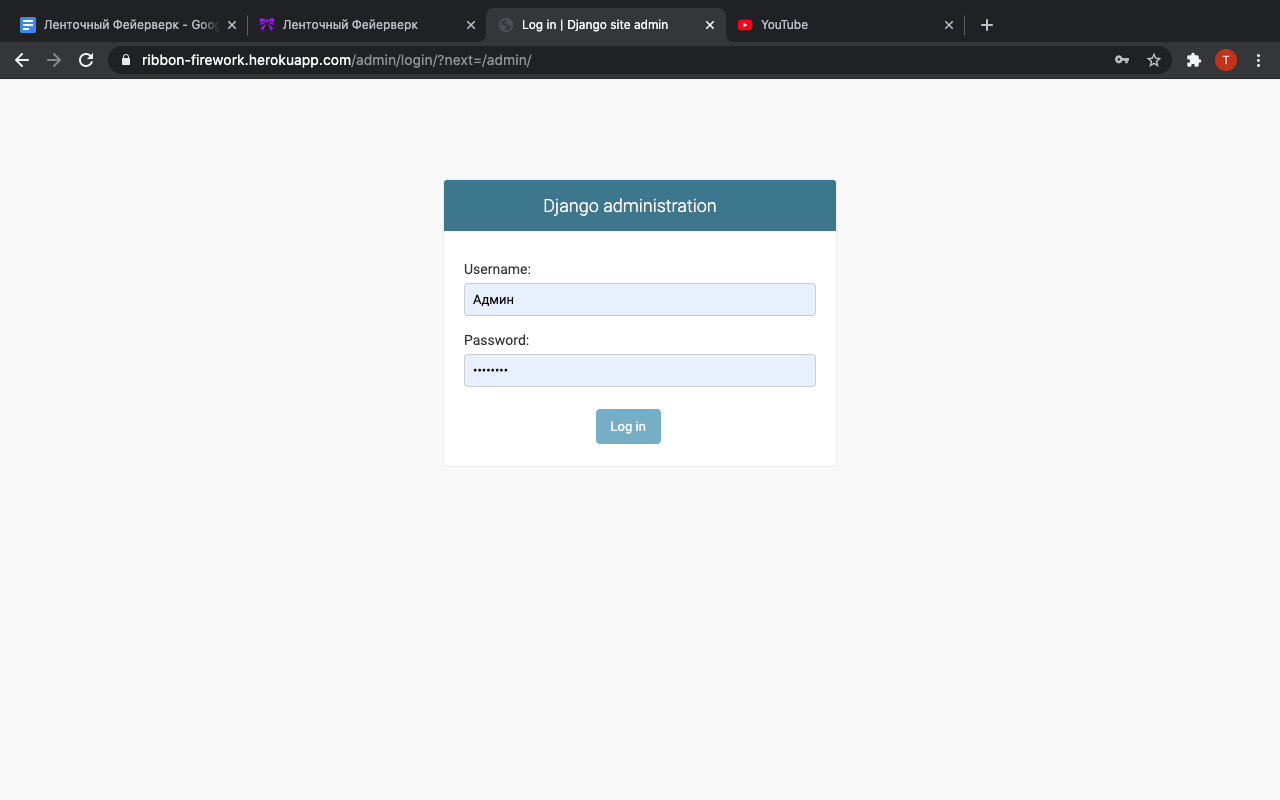 Ленточный Фейерверк - Goo
Ленточный Фейерверк
Log in | Django site admin
YouTube
ribbon-firework.herokuapp.com/admin/login/?next=/admin/
T
Django administration
Username:
Админ
Password:
••••••••
Log in